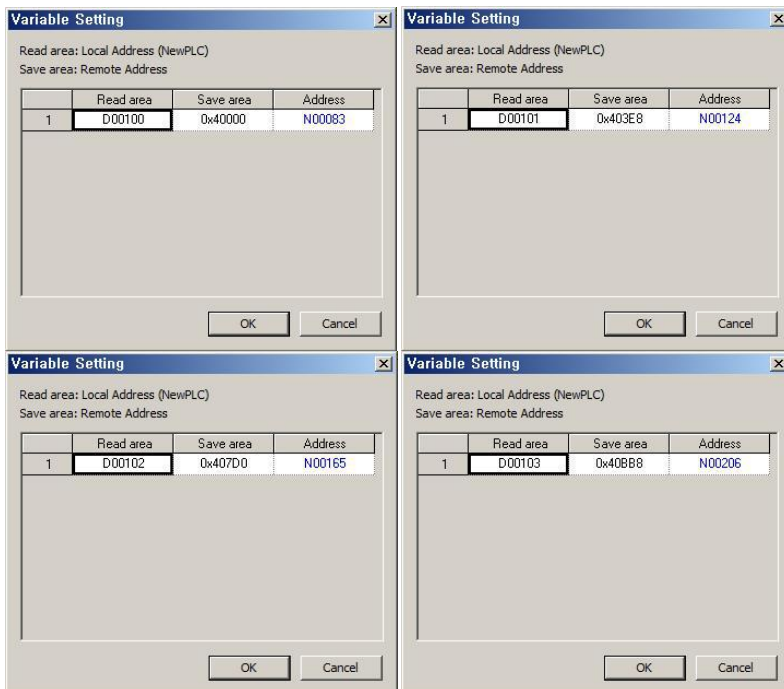 Variable Setting
Read area: Local Address (NewPLC)
Save area: Remote Address
Read area Save area Address
1 D00100 0x40000 N00083
OK Cancel
Variable Setting
Read area: Local Address (NewPLC)
Save area: Remote Address
Read area Save area Address
1 D00101 0x403E8 N00124
OK Cancel
Variable Setting
Read area: Local Address (NewPLC)
Save area: Remote Address
Read area Save area Address
1 D00102 0x407D0 N00165
OK Cancel
Variable Setting
Read area: Local Address (NewPLC)
Save area: Remote Address
Read area Save area Address
1 D00103 0x40BB8 N00206
OK Cancel